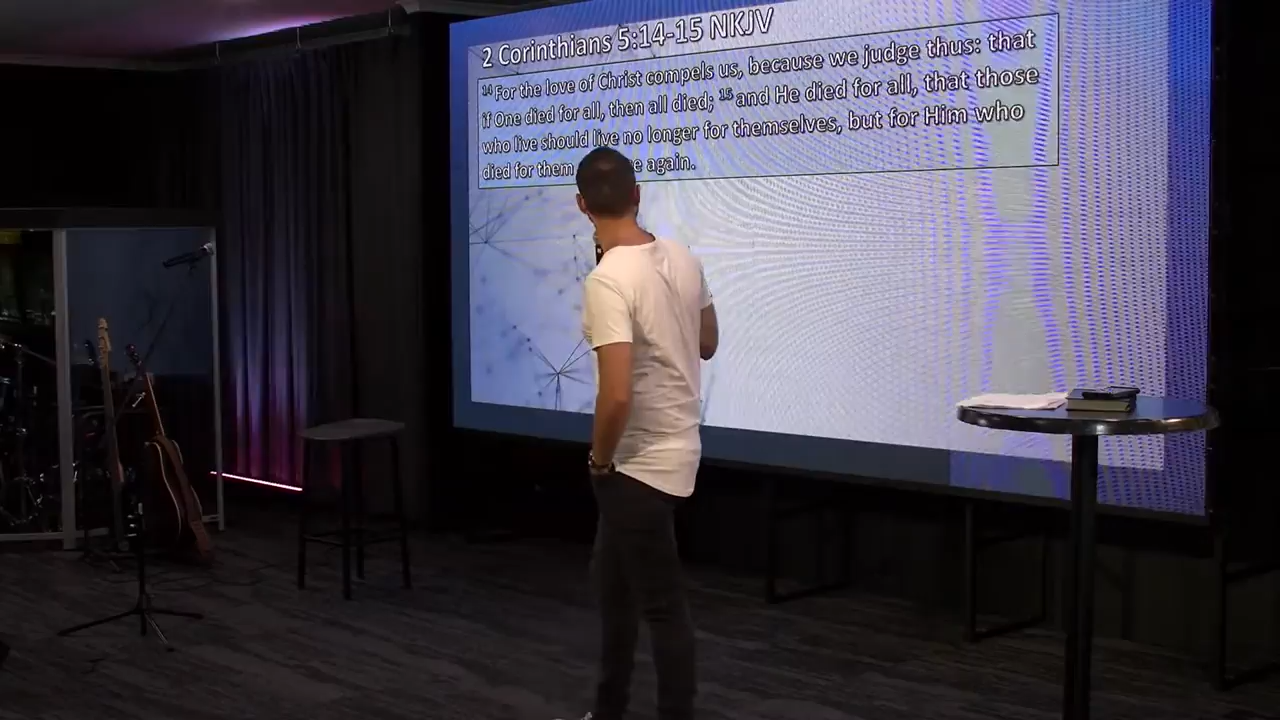 2 Corinthians 5:14-15 NKJV
14 For the love of Christ compels us, because we judge thus: that
if One died for all, then all died; 15 and He died for all, that those
who live should live no longer for themselves, but for Him who
died for them again.